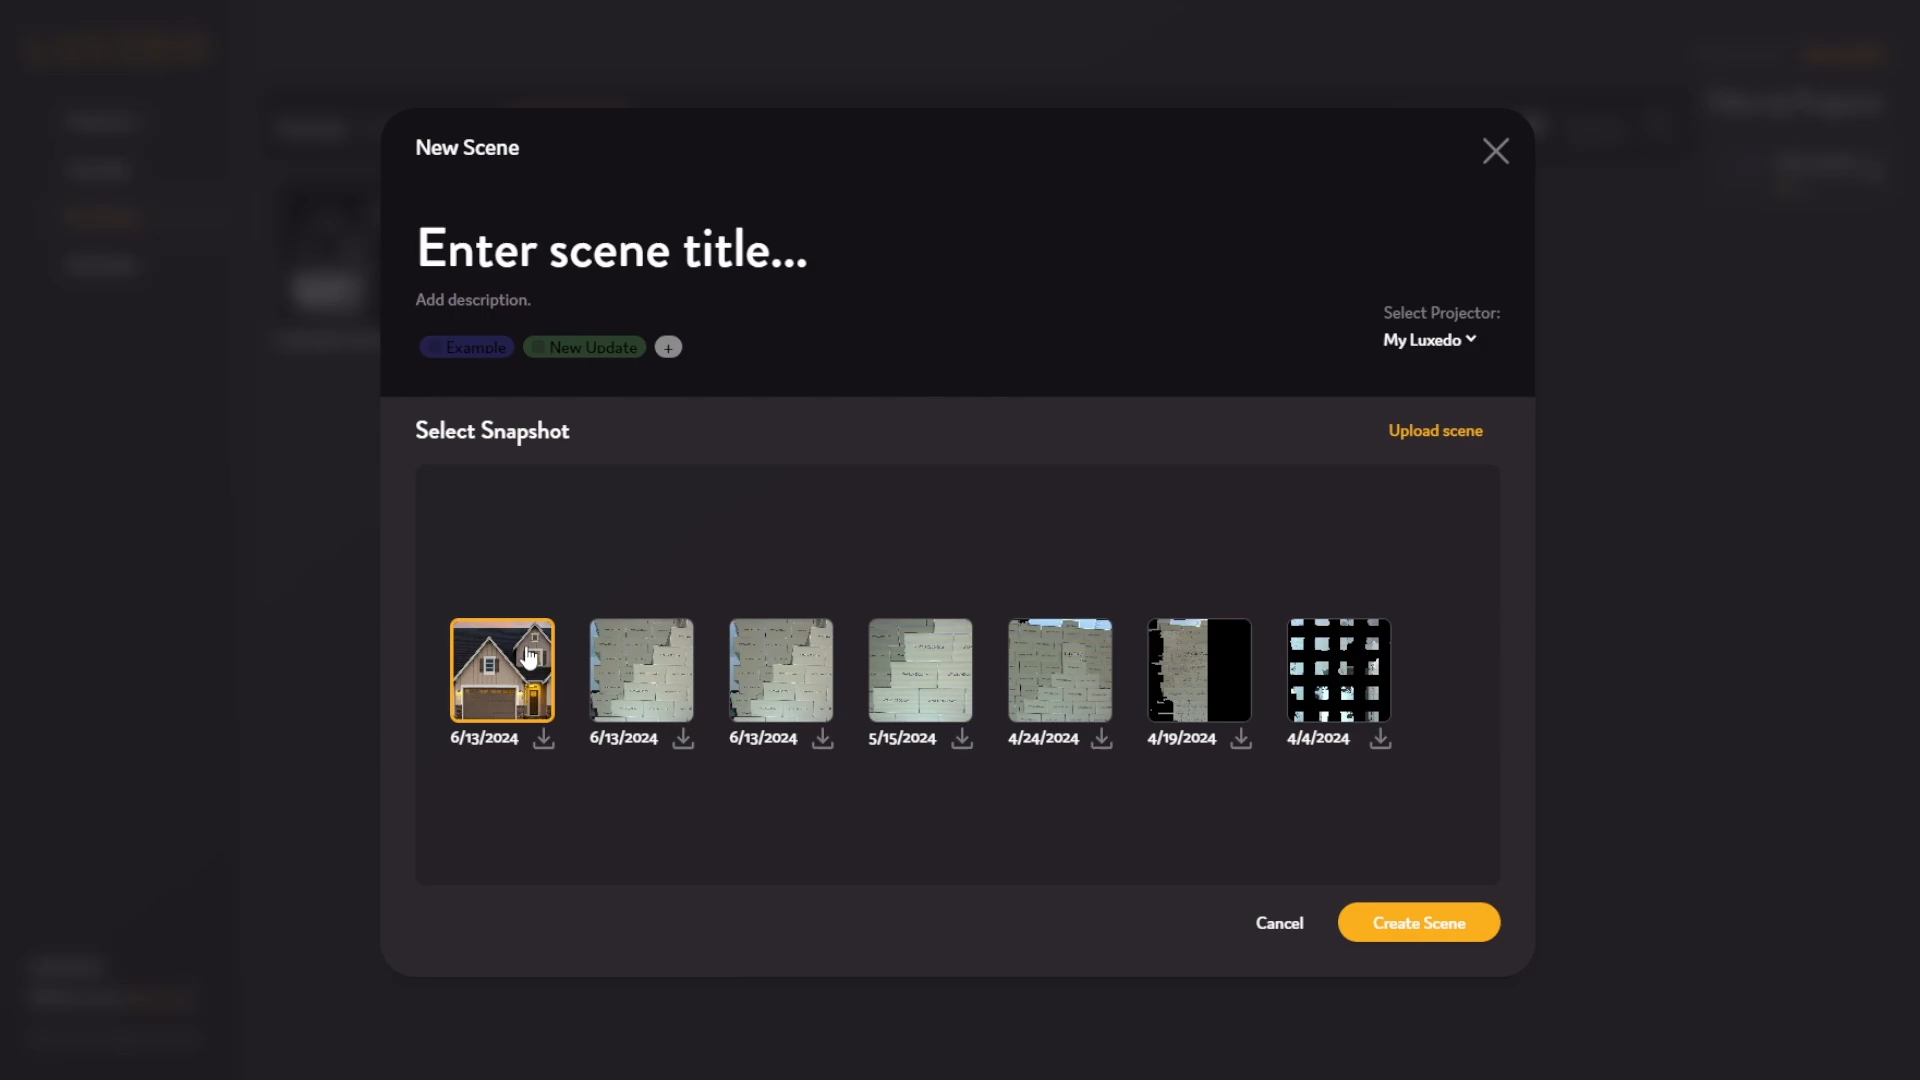 New Scene
Enter scene title...
Add description.
Select Projector:
My Luxedo
Example
New Update
+
Select Snapshot
Upload scene
6/13/2024
6/13/2024
6/13/2024
5/15/2024
4/24/2024
4/19/2024
4/4/2024
Cancel
Create Scene